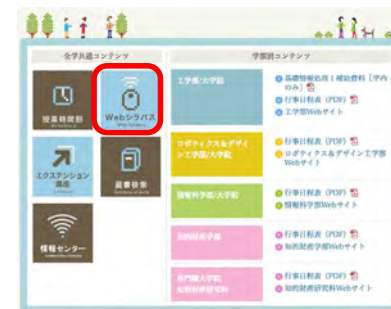 全学共通コンテンツ
学部別コンテンツ
授業時間割
Webシラバス
エクステンション
講座
蔵書検索
情報センター
工学部/大学院
基礎情報処理Ⅰ補助資料［学内
のみ］
行事日程表（PDF）
工学部Webサイト
ロボティクス&デザイ
ン工学部/大学院
行事日程表（PDF）
ロボティクス&デザイン工学部
Webサイト
情報科学部/大学院
行事日程表（PDF）
情報科学部Webサイト
知的財産学部
行事日程表（PDF）
知的財産学部Webサイト
専門職大学院
知的財産研究科
行事日程表（PDF）
知的財産研究科Webサイト